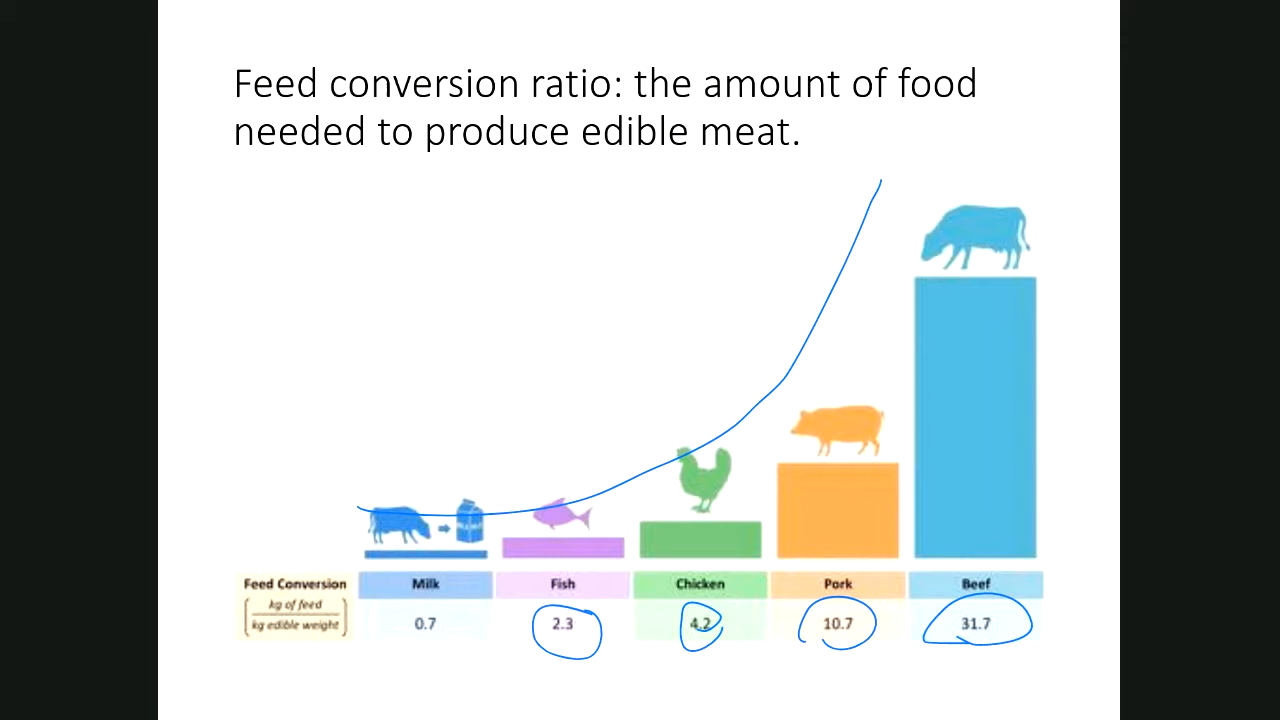 Feed conversion ratio: the amount of food
needed to produce edible meat.
Feed Conversion Milk Fish Chicken Pork Beef
kg of feed
kg edible weight
0.7 2.3 4.2 10.7 31.7